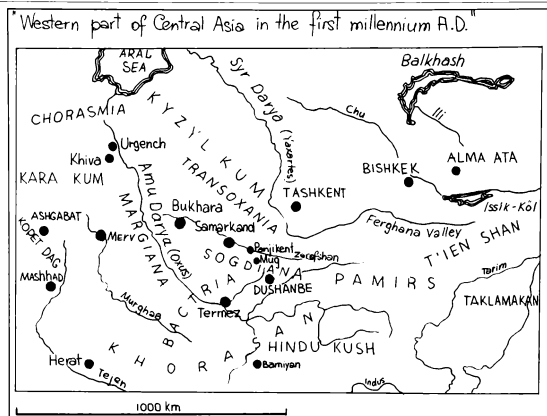 "Western part of Central Asia in the first millennium A.D."
ARAL
SEA
Balkhash
Syr Darya (Yaxartes)
Chu
Ili
CHORASMIA
KYZYL KUM
TRANSOXANIA
Urgench
Khiva
BISHKEK
ALMA ATA
KARA KUM
Amu Darya (Oxus)
MARGIANA
TASHKENT
Issik-Köl
Bukhara
Ferghana Valley
ASHGABAT
KOPET DAG
Merv
Samarkand
Panjikent
Zarafshan
Mug
T'IEN SHAN
SOGDIANA
DUSHANBE
PAMIRS
Tarim
MASHHAD
TAKLAMAKAN
Murghab
BACTRIA
Termez
KHORASAN
HINDU KUSH
Herat
Tejen
Bamiyan
Indus
1000 km